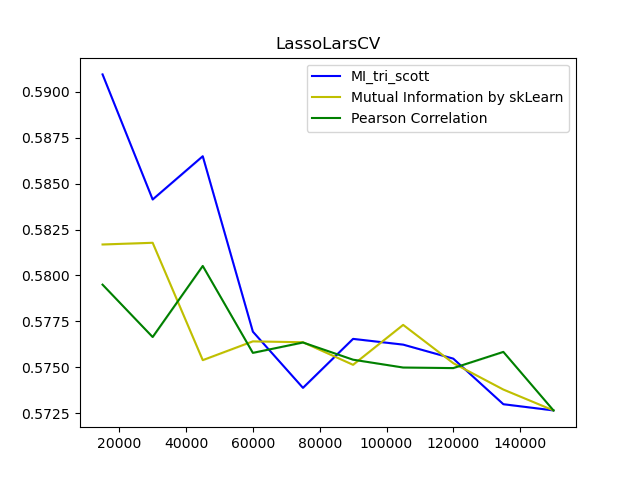 LassoLarsCV
MI_tri_scott
Mutual Information by skLearn
Pearson Correlation
0.5900
0.5875
0.5850
0.5825
0.5800
0.5775
0.5750
0.5725
20000 40000 60000 80000 100000 120000 140000